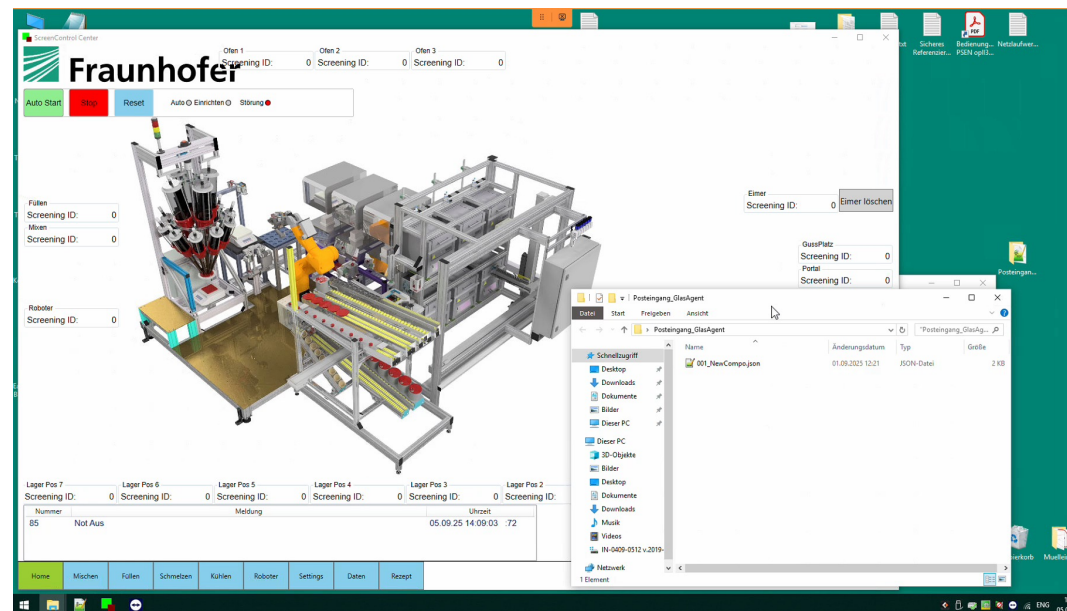 ScreenControl Center
Fraunhofer
Ofen 1
Screening ID: 0
Ofen 2
Screening ID: 0
Ofen 3
Screening ID: 0
Auto Start
Stop
Reset
Auto
Einrichten
Störung
Füllen
Screening ID: 0
Mixen
Screening ID: 0
Roboter
Screening ID: 0
Eimer
Screening ID: 0
Eimer löschen
GussPlatz
Screening ID: 0
Portal
Screening ID: 0
Lager Pos 7
Screening ID: 0
Lager Pos 6
Screening ID: 0
Lager Pos 5
Screening ID: 0
Lager Pos 4
Screening ID: 0
Lager Pos 3
Screening ID: 0
Lager Pos 2
Screening ID:
Nummer Meldung Uhrzeit
85 Not Aus 05.09.25 14:09:03 :72
Home Mischen Füllen Schmelzen Kühlen Roboter Settings Daten Rezept
Posteingang_GlasAgent
Datei Start Freigeben Ansicht
Posteingang_GlasAgent
"Posteingang_GlasAg...
Schnellzugriff
Desktop
Downloads
Dokumente
Bilder
Dieser PC
Dieser PC
3D-Objekte
Bilder
Desktop
Dokumente
Downloads
Musik
Videos
IN-0409-0512 v.2019-
Netzwerk
Name Änderungsdatum Typ Größe
001_NewCompo.json 01.09.2025 12:21 JSON-Datei 2 KB
1 Element
Sicheres
Referenzier...
PDF
Bedienung...
PSEN opII3...
Netzlaufwer...
Posteingan...
ENG